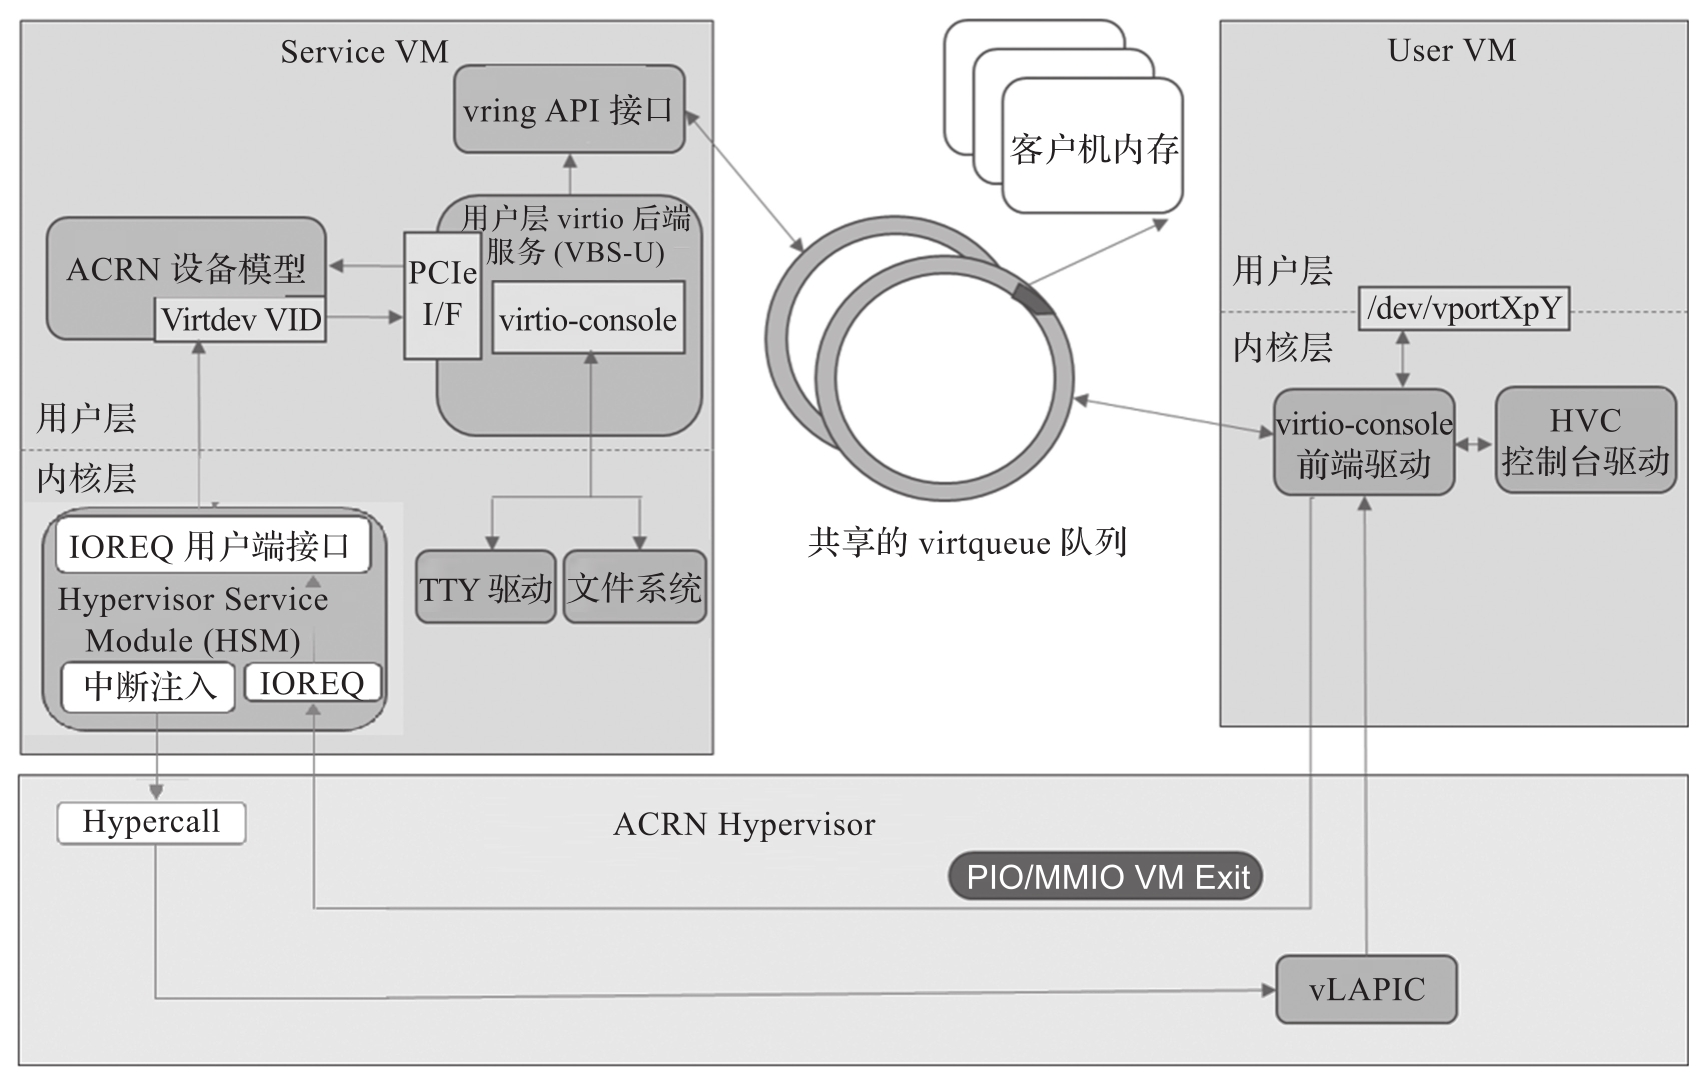 Service VM
vring API 接口
用户层 virtio 后端
服务 (VBS-U)
ACRN 设备模型
Virtdev VID
PCIe
I/F
virtio-console
用户层
内核层
IOREQ 用户端接口
Hypervisor Service
Module (HSM)
中断注入
IOREQ
TTY 驱动
文件系统
客户机内存
共享的 virtqueue 队列
User VM
用户层
/dev/vportXpY
内核层
virtio-console
前端驱动
HVC
控制台驱动
Hypercall
ACRN Hypervisor
PIO/MMIO VM Exit
vLAPIC